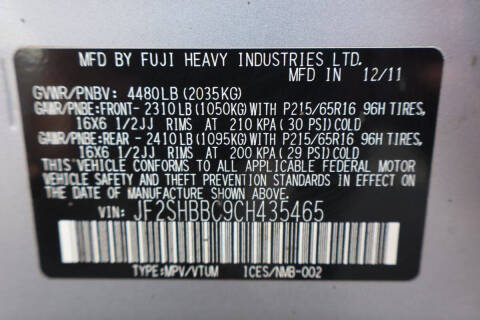 MFD BY FUJI HEAVY INDUSTRIES LTD.
MFD. IN 12/11
GVWR/PNBV: 4480LB(2035KG)
GAWR/PNBE:FRONT- 2310LB(1050KG)WITH P215/65R16 96H TIRES,
16X6 1/2JJ RIMS AT 210 KPA(30 PSI)COLD
GAWR/PNBE:REAR - 2410LB(1095KG)WITH P215/65R16 96H TIRES,
16X6 1/2JJ RIMS AT 200 KPA(29 PSI)COLD
THIS VEHICLE CONFORMS TO ALL APPLICABLE FEDERAL MOTOR
VEHICLE SAFETY AND THEFT PREVENTION STANDARDS IN EFFECT ON
THE DATE OF MANUFACTURE SHOWN ABOVE.
VIN: JF2SHBBC9CH435465
TYPE:MPV/VTUM ICES/NMB-002